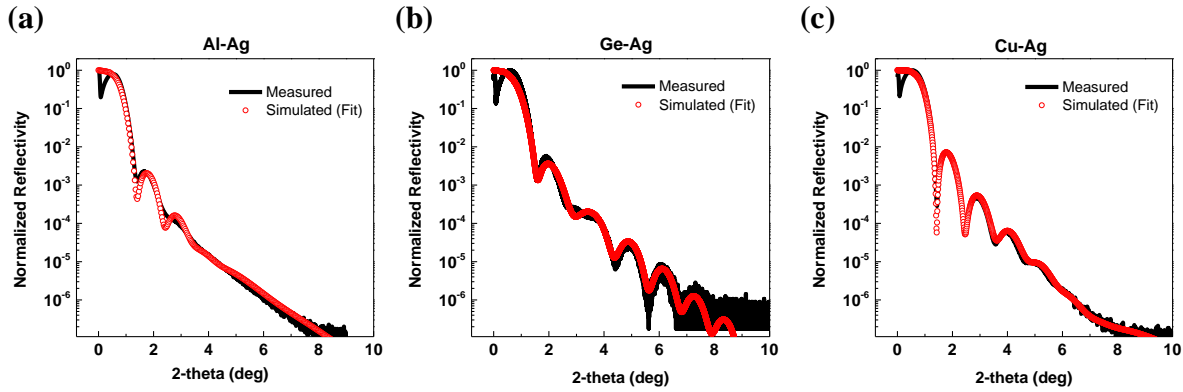 (a)
Al-Ag
Normalized Reflectivity
10^0
10^-1
10^-2
10^-3
10^-4
10^-5
10^-6
Measured
Simulated (Fit)
0 2 4 6 8 10
2-theta (deg)
(b)
Ge-Ag
Normalized Reflectivity
10^0
10^-1
10^-2
10^-3
10^-4
10^-5
10^-6
Measured
Simulated (Fit)
0 2 4 6 8 10
2-theta (deg)
(c)
Cu-Ag
Normalized Reflectivity
10^0
10^-1
10^-2
10^-3
10^-4
10^-5
10^-6
Measured
Simulated (Fit)
0 2 4 6 8 10
2-theta (deg)